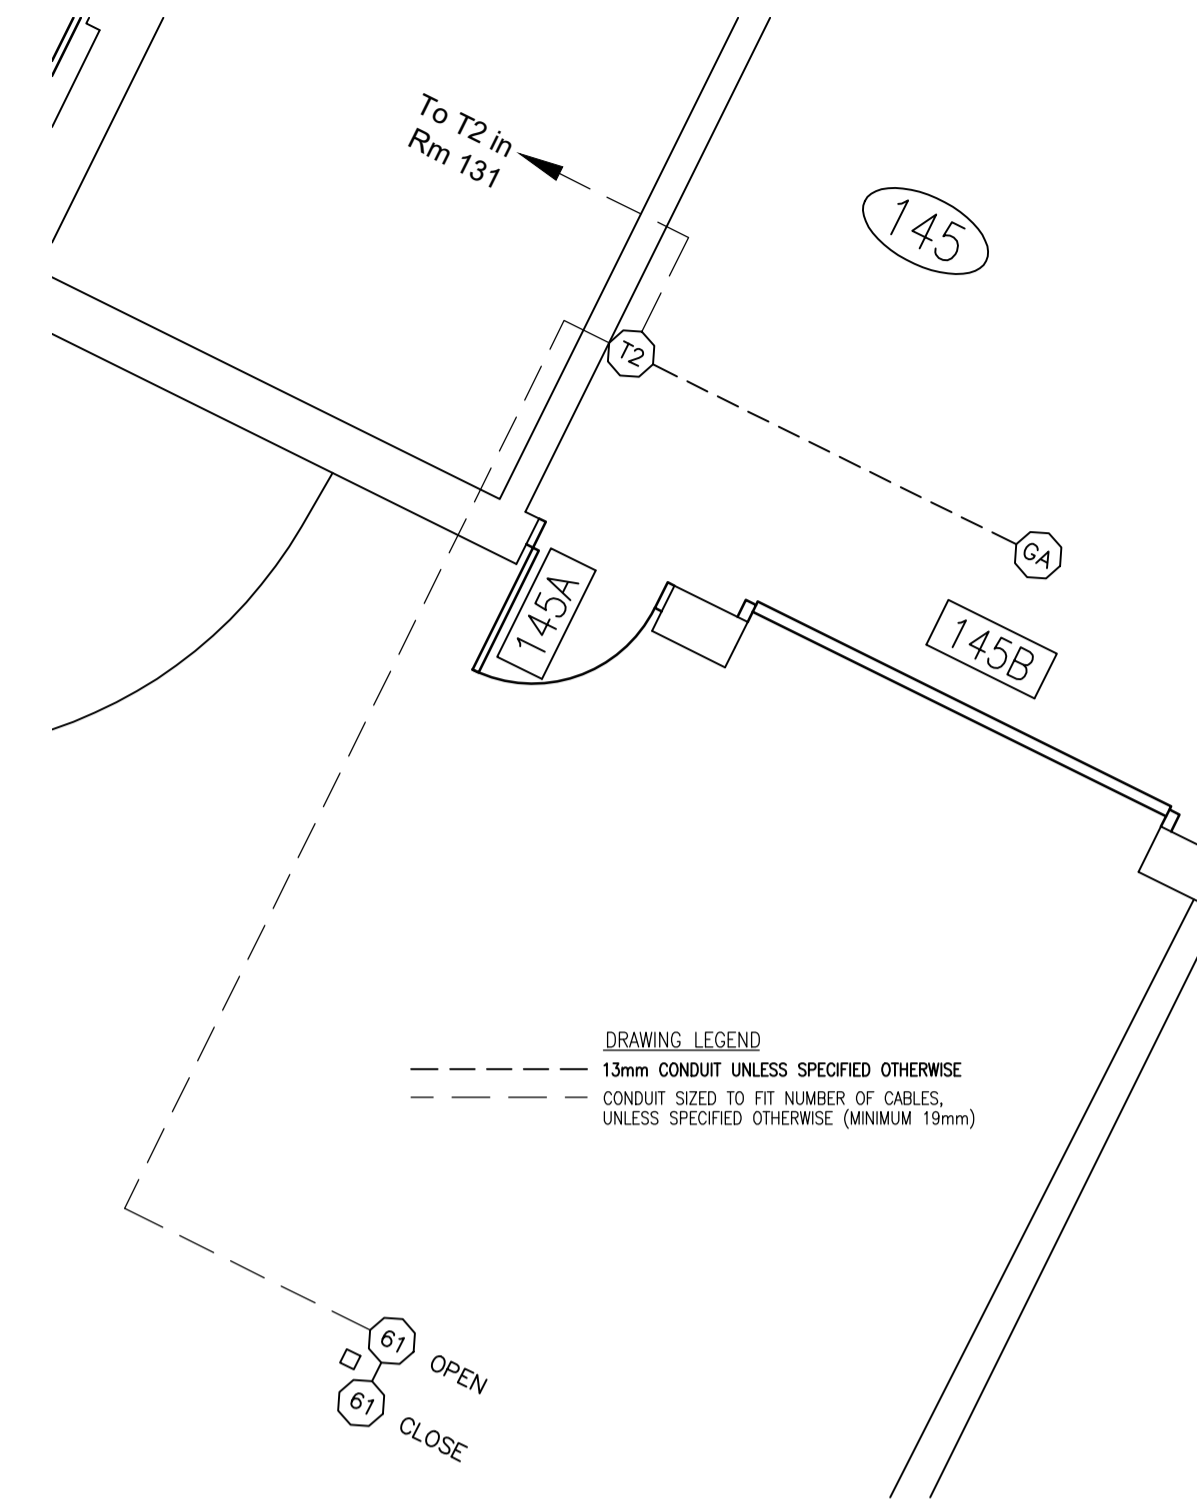 To T2 in
Rm 131
145
T2
GA
145A
145B
DRAWING LEGEND
13mm CONDUIT UNLESS SPECIFIED OTHERWISE
CONDUIT SIZED TO FIT NUMBER OF CABLES,
UNLESS SPECIFIED OTHERWISE (MINIMUM 19mm)
61 OPEN
61 CLOSE